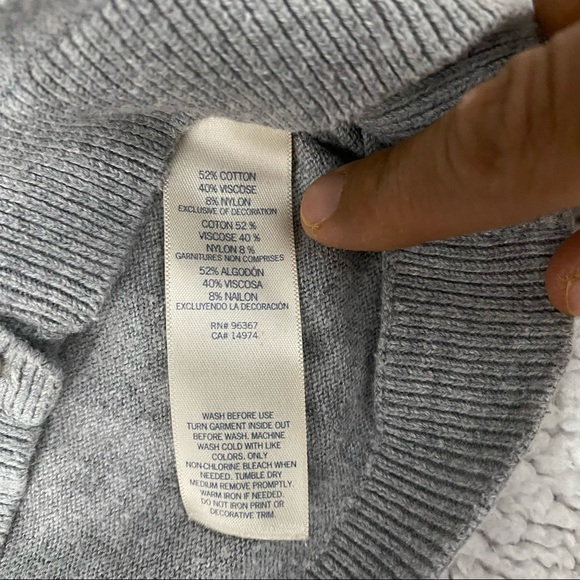 52% COTTON
40% VISCOSE
8% NYLON
EXCLUSIVE OF DECORATION
COTON 52 %
VISCOSE 40 %
NYLON 8 %
GARNITURES NON COMPRISES
52% ALGODÓN
40% VISCOSA
8% NAILON
EXCLUYENDO LA DECORACIÓN
RN# 96367
CA# 14974
WASH BEFORE USE
TURN GARMENT INSIDE OUT
BEFORE WASH. MACHINE
WASH COLD WITH LIKE
COLORS. ONLY
NON-CHLORINE BLEACH WHEN
NEEDED. TUMBLE DRY
MEDIUM REMOVE PROMPTLY.
WARM IRON IF NEEDED.
DO NOT IRON PRINT OR
DECORATIVE TRIM.